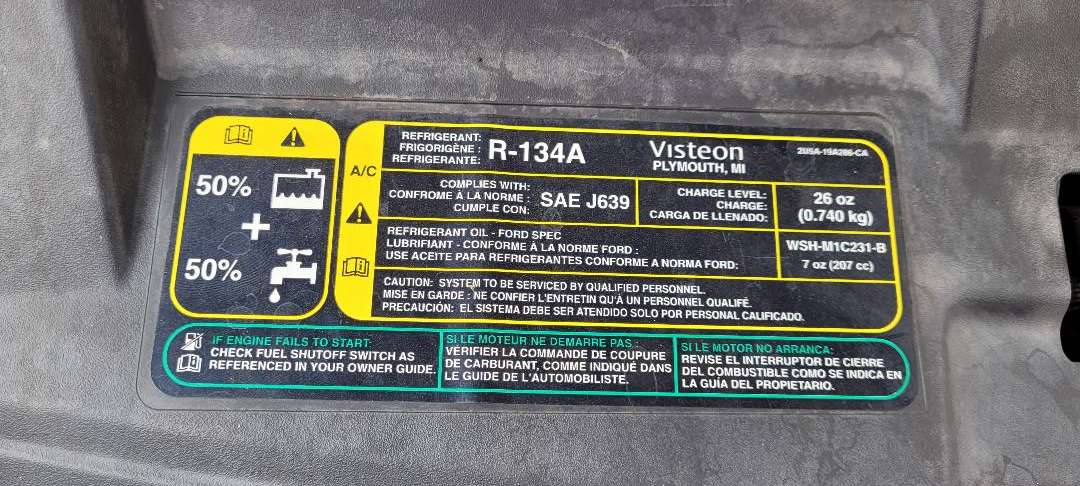 50%
+
50%
A/C
REFRIGERANT:
FRIGORIGÈNE :
REFRIGERANTE:
R-134A
Visteon
PLYMOUTH, MI
2U5A-19A286-CA
COMPLIES WITH:
CONFROME À LA NORME :
CUMPLE CON:
SAE J639
CHARGE LEVEL:
CHARGE:
CARGA DE LLENADO:
26 oz
(0.740 kg)
REFRIGERANT OIL - FORD SPEC
LUBRIFIANT - CONFORME À LA NORME FORD :
USE ACEITE PARA REFRIGERANTES CONFORME A NORMA FORD:
WSH-M1C231-B
7 oz (207 cc)
CAUTION: SYSTEM TO BE SERVICED BY QUALIFIED PERSONNEL.
MISE EN GARDE : NE CONFIER L'ENTRETIN QU'À UN PERSONNEL QUALIFÉ.
PRECAUCIÓN: EL SISTEMA DEBE SER ATENDIDO SOLO POR PERSONAL CALIFICADO.
IF ENGINE FAILS TO START:
CHECK FUEL SHUTOFF SWITCH AS
REFERENCED IN YOUR OWNER GUIDE.
SI LE MOTEUR NE DEMARRE PAS :
VÉRIFIER LA COMMANDE DE COUPURE
DE CARBURANT, COMME INDIQUÉ DANS
LE GUIDE DE L'AUTOMOBILISTE.
SI LE MOTOR NO ARRANCA:
REVISE EL INTERRUPTOR DE CIERRE
DEL COMBUSTIBLE COMO SE INDICA EN
LA GUÍA DEL PROPIETARIO.